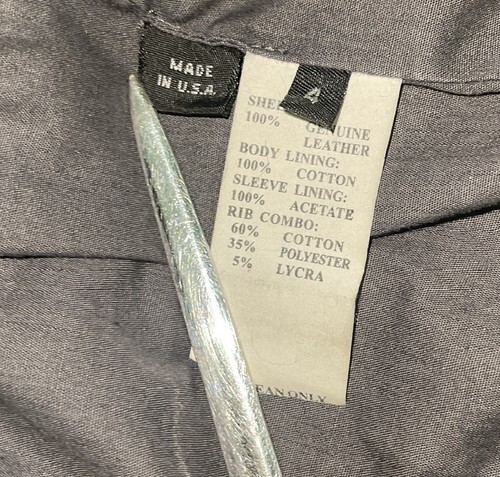 MADE
IN U.S.A
4
100% GENUINE
LEATHER
BODY LINING:
100% COTTON
SLEEVE LINING:
100% ACETATE
RIB COMBO:
60% COTTON
35% POLYESTER
5% LYCRA
ONLY